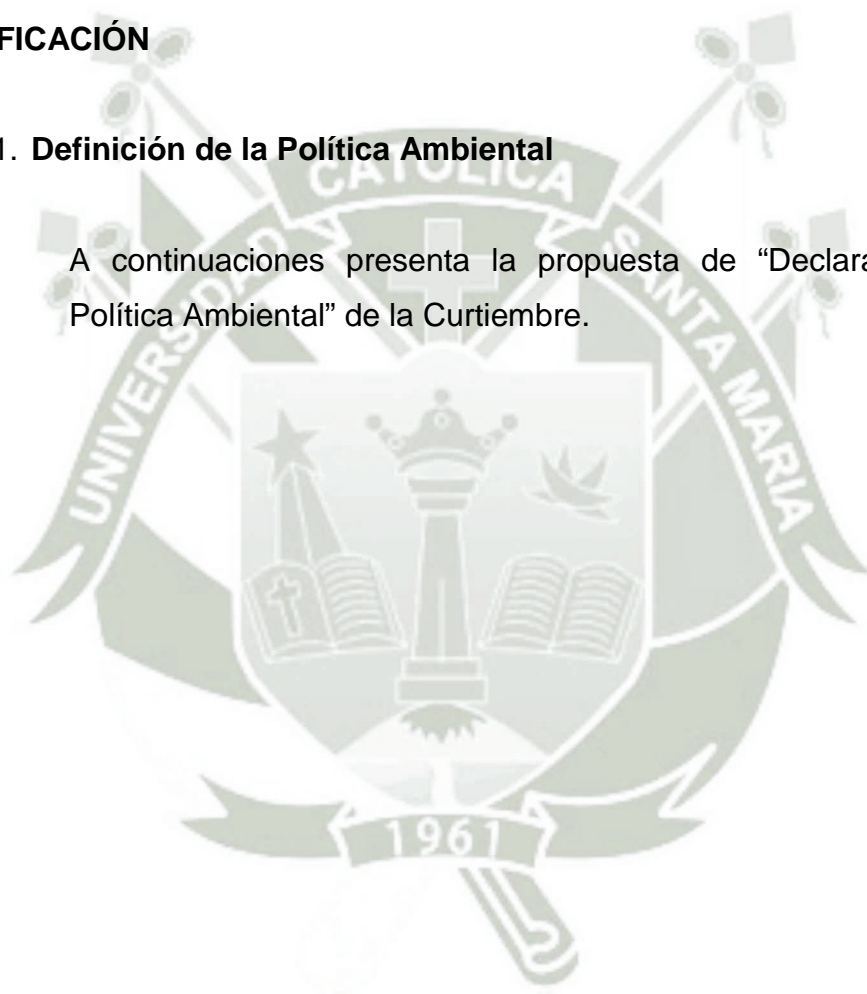 FICACIÓN
1. Definición de la Política Ambiental
A continuaciones presenta la propuesta de “Declara
Política Ambiental” de la Curtiembre.
UNIVERSIDAD CATOLICA SANTA MARIA
1961